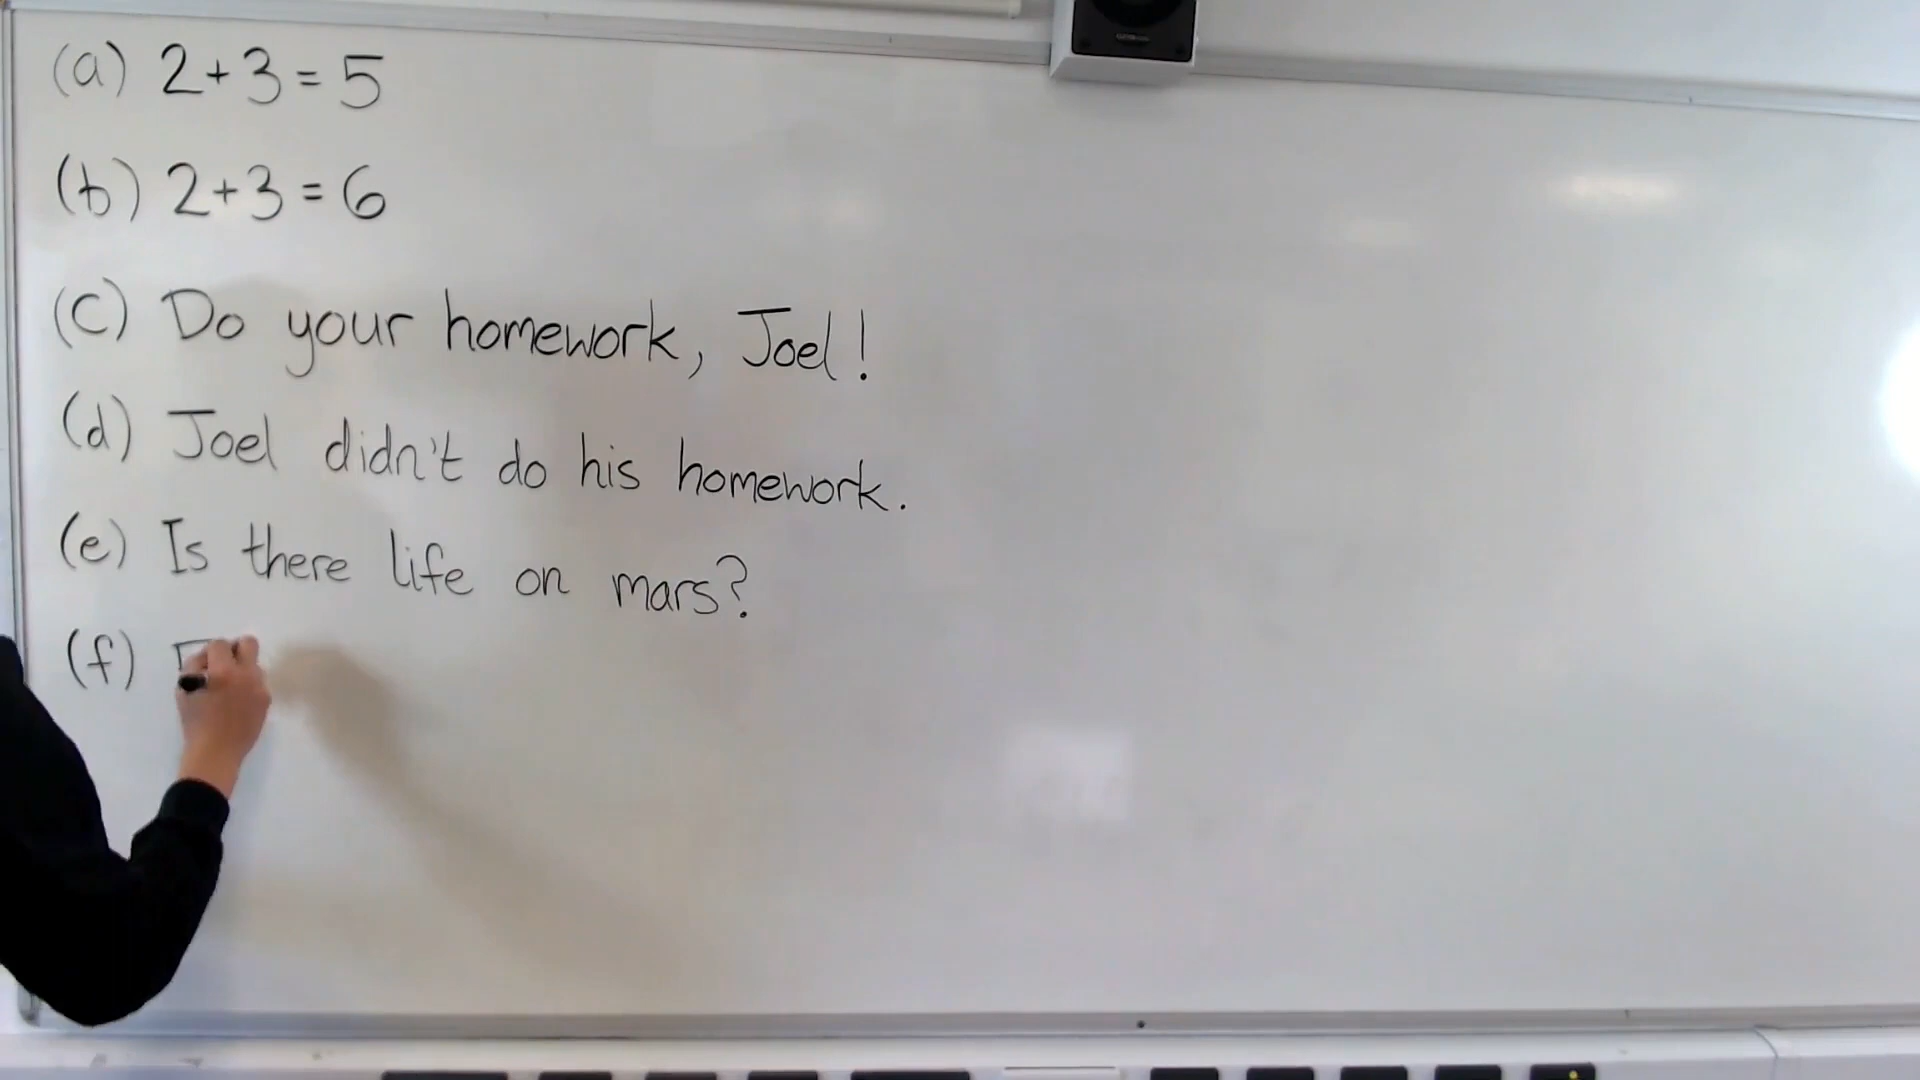 (a) 2+3=5
(b) 2+3=6
(c) Do your homework, Joel!
(d) Joel didn't do his homework.
(e) Is there life on mars?
(f)